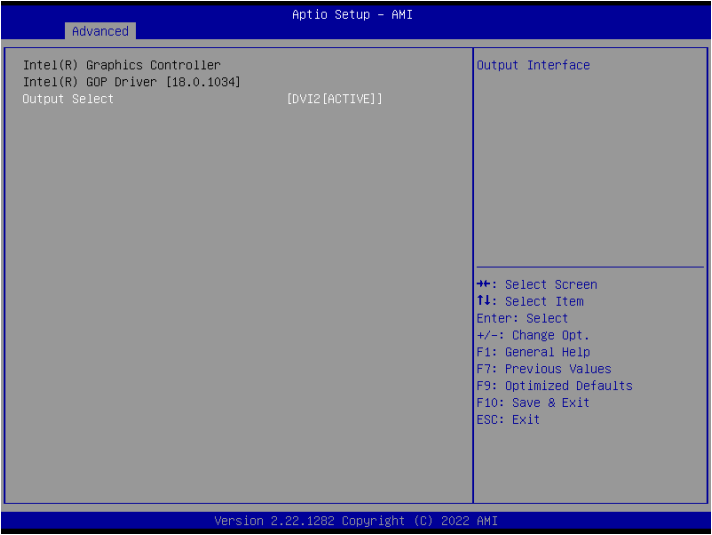 Aptio Setup - AMI
Advanced
Intel(R) Graphics Controller
Intel(R) GOP Driver [18.0.1034]
Output Select [DVI2[ACTIVE]]
Output Interface
→←: Select Screen
↑↓: Select Item
Enter: Select
+/-: Change Opt.
F1: General Help
F7: Previous Values
F9: Optimized Defaults
F10: Save & Exit
ESC: Exit
Version 2.22.1282 Copyright (C) 2022 AMI